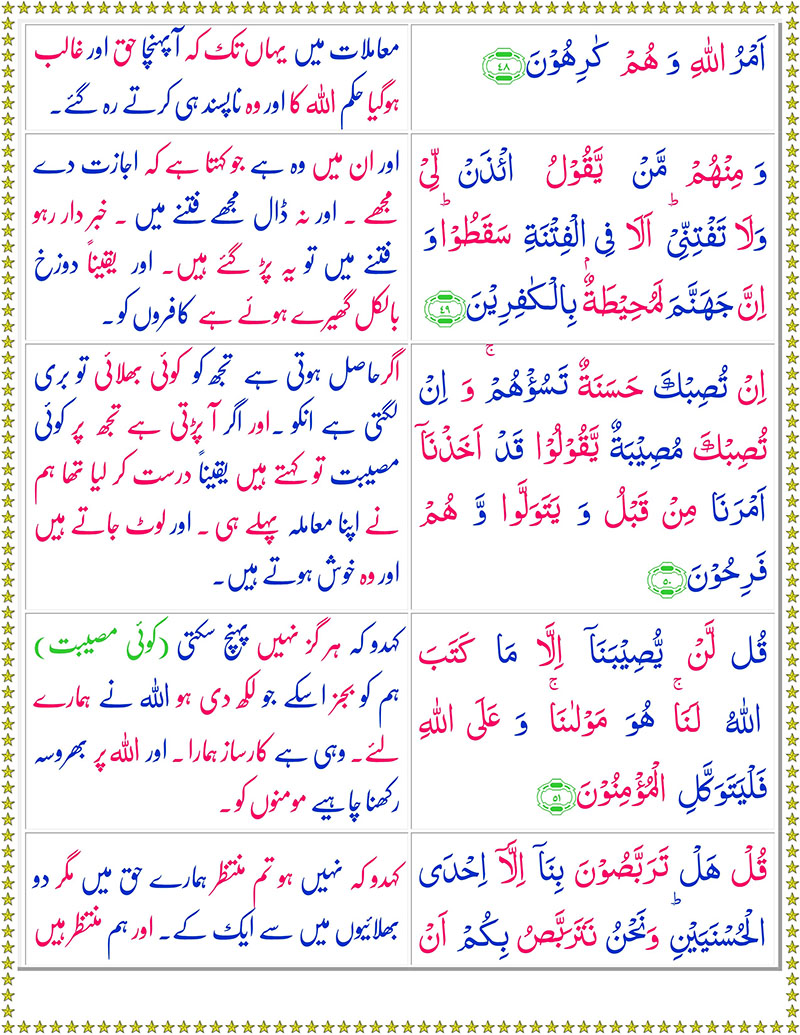 اَمْرُ اللّٰهِ وَ هُمْ كٰرِهُوْنَ ﴿۴۸﴾
معاملات میں یہاں تک کہ آپہنچا حق اور غالب
ہوگیا حکم اللہ کا اور وہ ناپسند ہی کرتے رہ گئے۔
وَ مِنْهُمْ مَّنْ يَّقُوْلُ ائْذَنْ لِّيْ
وَلَا تَفْتِنِّيْ ؕ اَلَا فِي الْفِتْنَةِ سَقَطُوْا ؕ وَ
اِنَّ جَهَنَّمَ لَمُحِيْطَةٌۢ بِالْكٰفِرِيْنَ ﴿۴۹﴾
اور ان میں وہ ہے جو کہتا ہے کہ اجازت دے
مجھے ۔ اور نہ ڈال مجھے فتنے میں ۔ خبردار رہو
فتنے میں تو یہ پڑ گئے ہیں۔ اور یقیناً دوزخ
بالکل گھیرے ہوئے ہے کافروں کو۔
اِنْ تُصِبْكَ حَسَنَةٌ تَسُؤْهُمْ ۚ وَ اِنْ
تُصِبْكَ مُصِيْبَةٌ يَّقُوْلُوْا قَدْ اَخَذْنَاۤ
اَمْرَنَا مِنْ قَبْلُ وَ يَتَوَلَّوا وَّ هُمْ
فَرِحُوْنَ ﴿۵۰﴾
اگر حاصل ہوتی ہے تجھ کو کوئی بھلائی تو بری
لگتی ہے انکو ۔ اور اگر آپڑتی ہے تجھ پر کوئی
مصیبت تو کہتے ہیں یقیناً درست کر لیا تھا ہم
نے اپنا معاملہ پہلے ہی ۔ اور لوٹ جاتے ہیں
اور وہ خوش ہوتے ہیں۔
قُل لَّنْ يُّصِيْبَنَاۤ اِلَّا مَا كَتَبَ
اللّٰهُ لَنَا ۚ هُوَ مَوْلٰىنَا ۚ وَ عَلَى اللّٰهِ
فَلْيَتَوَكَّلِ الْمُؤْمِنُوْنَ ﴿۵۱﴾
کہدو کہ ہر گز نہیں پہنچ سکتی (کوئی مصیبت)
ہم کو بجز اسکے جو لکھ دی ہو اللہ نے ہمارے
لئے۔ وہی ہے کارساز ہمارا ۔ اور اللہ پر بھروسہ
رکھنا چاہیے مومنوں کو۔
قُلْ هَلْ تَرَبَّصُوْنَ بِنَاۤ اِلَّاۤ اِحْدَى
الْحُسْنَيَيْنِ ؕ وَنَحْنُ نَتَرَبَّصُ بِكُمْ اَنْ
کہدو کہ نہیں ہو تم منتظر ہمارے حق میں مگر دو
بھلائیوں میں سے ایک کے۔ اور ہم منتظر ہیں